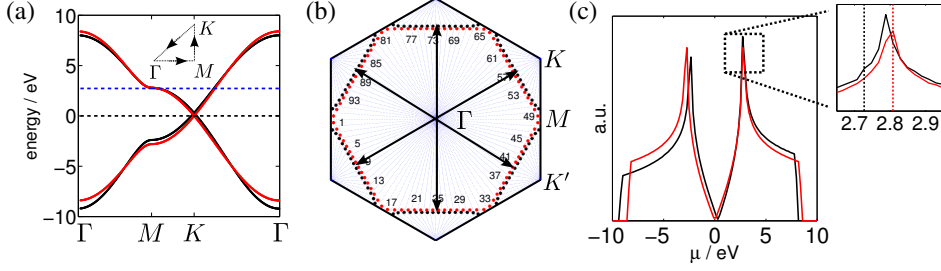 (a)
10
5
0
−5
−10
energy / eV
Γ
M
K
Γ
K
Γ
M
(b)
81
77
73
69
65
85
61
89
57
93
53
1
49
5
45
9
41
13
37
17
21
25
29
33
K
Γ
M
K′
(c)
a.u.
−10
−5
0
5
10
μ / eV
2.7
2.8
2.9